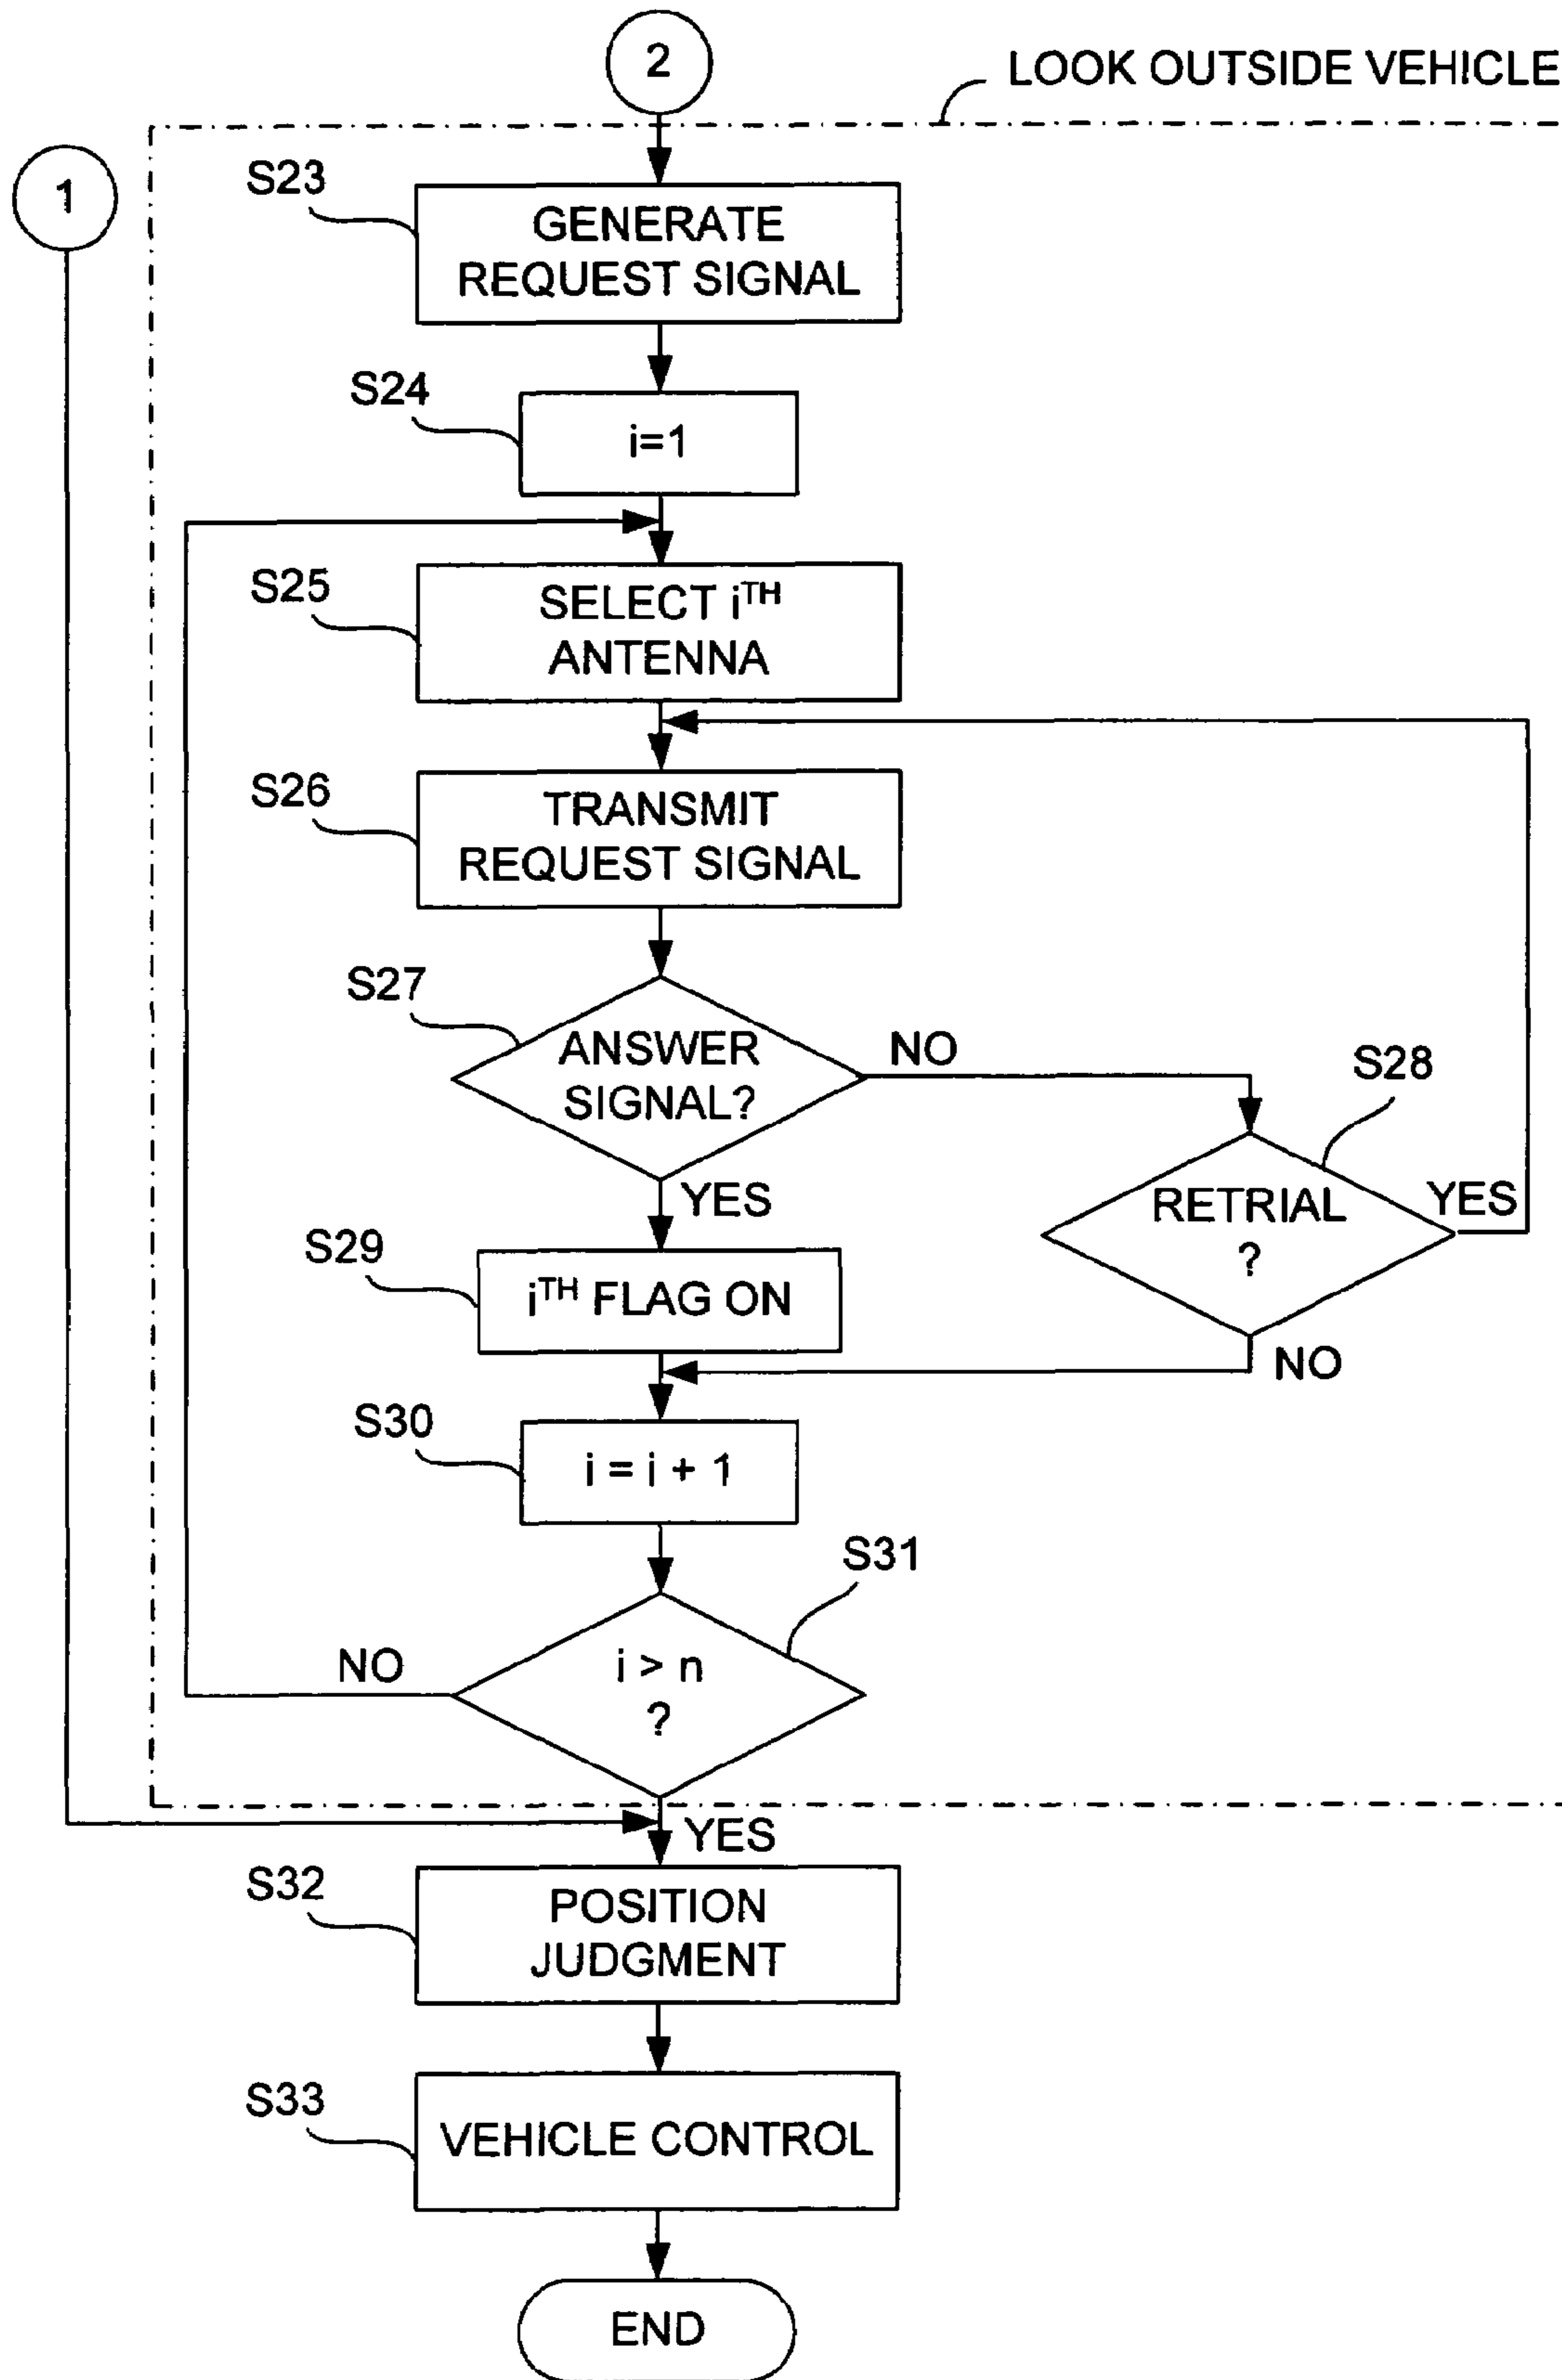 2
LOOK OUTSIDE VEHICLE
1
S23
GENERATE
REQUEST SIGNAL
S24
i=1
S25
SELECT iTH
ANTENNA
S26
TRANSMIT
REQUEST SIGNAL
S27
ANSWER
SIGNAL?
NO
S28
RETRIAL
?
YES
YES
S29
iTH FLAG ON
NO
S30
i = i + 1
S31
i > n
?
NO
YES
S32
POSITION
JUDGMENT
S33
VEHICLE CONTROL
END